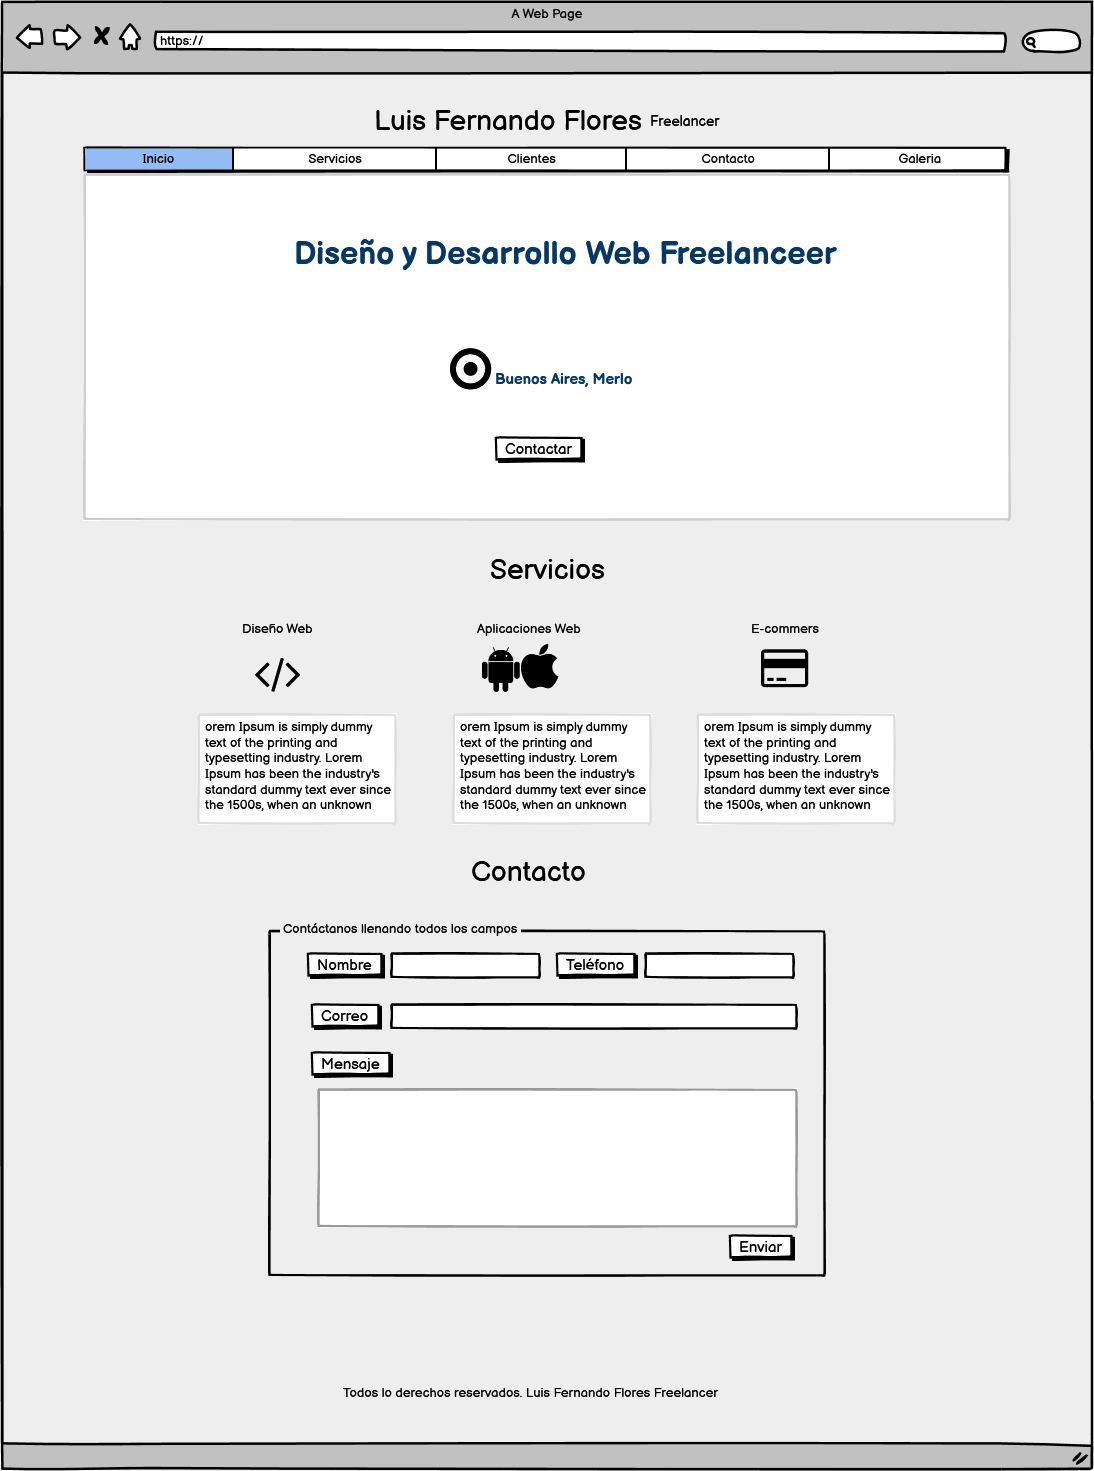 A Web Page
https://
Luis Fernando Flores Freelancer
Inicio Servicios Clientes Contacto Galeria
Diseño y Desarrollo Web Freelanceer
Buenos Aires, Merlo
Contactar
Servicios
Diseño Web
orem Ipsum is simply dummy
text of the printing and
typesetting industry. Lorem
Ipsum has been the industry's
standard dummy text ever since
the 1500s, when an unknown
Aplicaciones Web
orem Ipsum is simply dummy
text of the printing and
typesetting industry. Lorem
Ipsum has been the industry's
standard dummy text ever since
the 1500s, when an unknown
E-commers
orem Ipsum is simply dummy
text of the printing and
typesetting industry. Lorem
Ipsum has been the industry's
standard dummy text ever since
the 1500s, when an unknown
Contacto
Contáctanos llenando todos los campos
Nombre Teléfono
Correo
Mensaje
Enviar
Todos lo derechos reservados. Luis Fernando Flores Freelancer